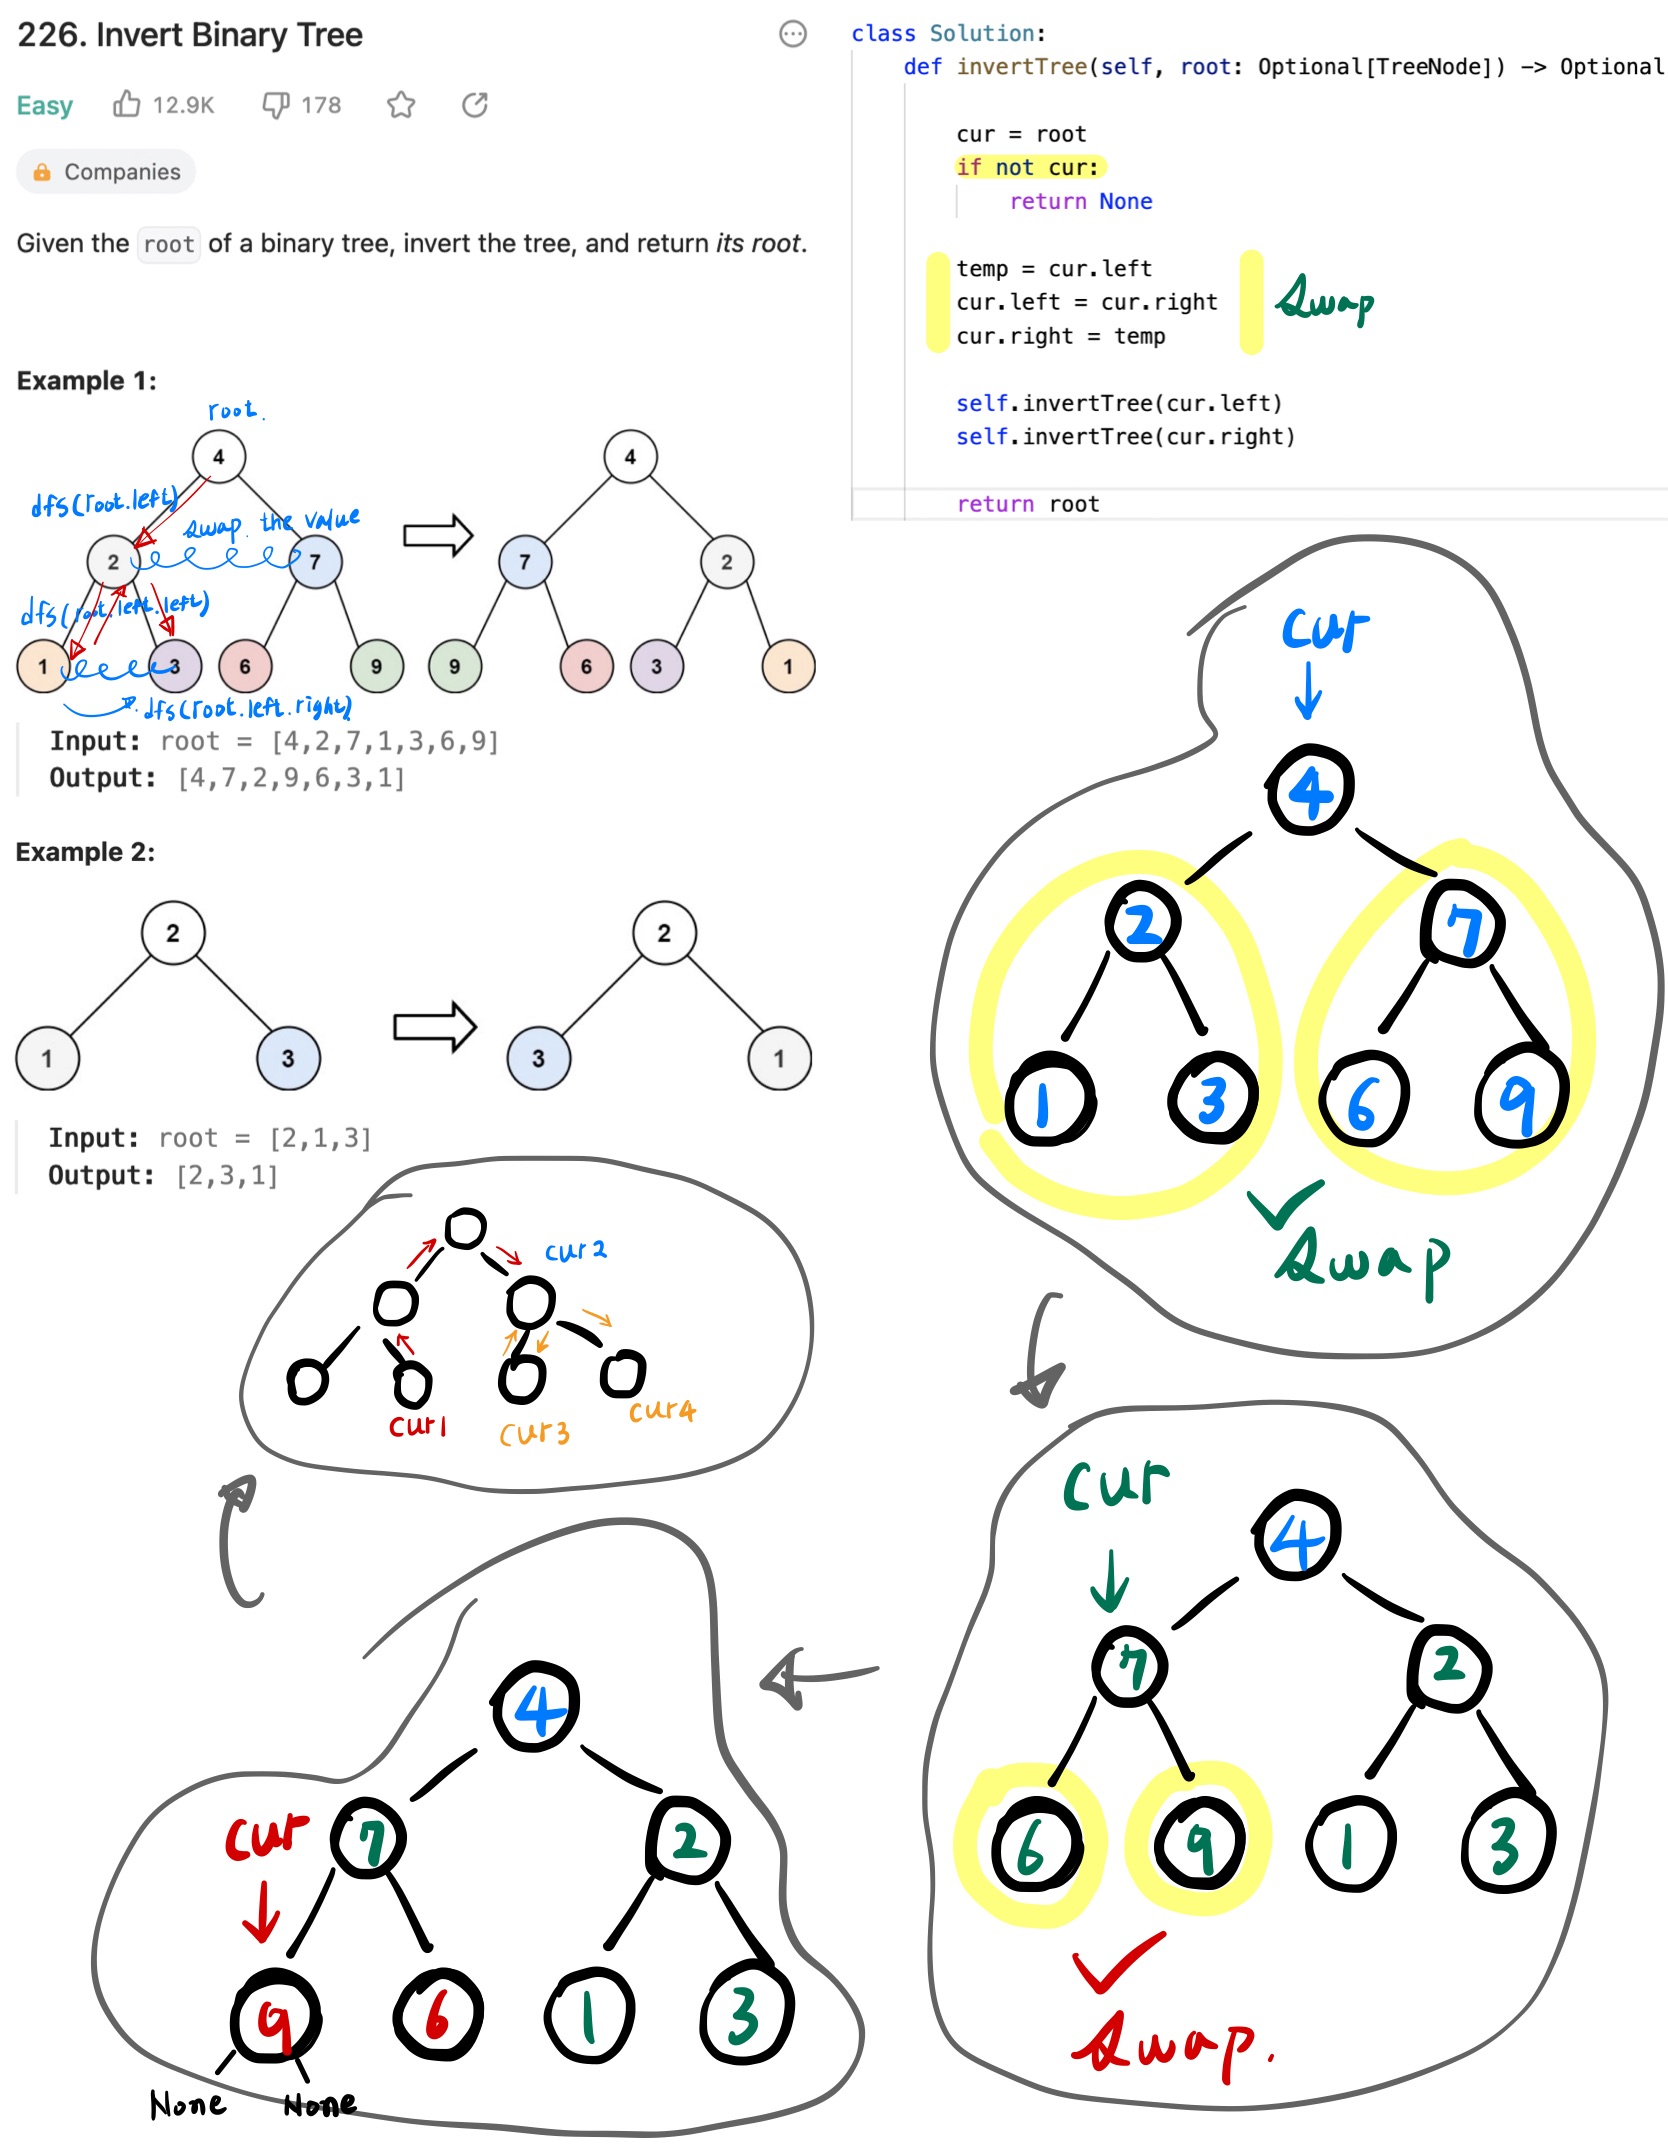 226. Invert Binary Tree
Easy 12.9K 178
Companies
Given the root of a binary tree, invert the tree, and return its root.
Example 1:
root.
4
dfs(root.left)
swap the value
2
7
dfs(root.left.left)
1
3
6
9
dfs(root.left.right)
4
7
2
9
6
3
1
Input: root = [4,2,7,1,3,6,9]
Output: [4,7,2,9,6,3,1]
Example 2:
2
1
3
2
3
1
Input: root = [2,1,3]
Output: [2,3,1]
class Solution:
def invertTree(self, root: Optional[TreeNode]) -> Optional
cur = root
if not cur:
return None
temp = cur.left
cur.left = cur.right
cur.right = temp
Swap
self.invertTree(cur.left)
self.invertTree(cur.right)
return root
cur
4
2
7
1
3
6
9
Swap
cur
4
7
2
6
9
1
3
Swap.
4
cur
7
2
9
6
1
3
None
None
cur2
cur1
cur3
cur4